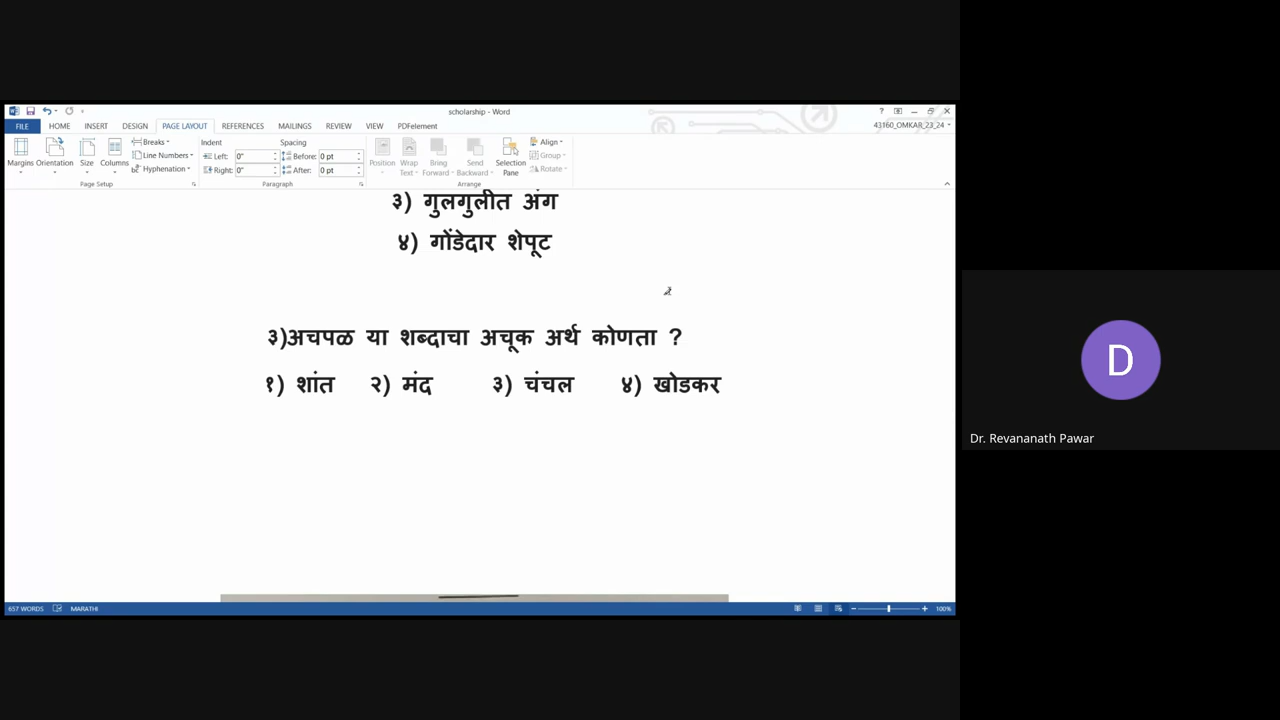 scholarship - Word
43160_OMKAR_23_24
FILE HOME INSERT DESIGN PAGE LAYOUT REFERENCES MAILINGS REVIEW VIEW PDFelement
Margins Orientation Size Columns Breaks Line Numbers Hyphenation
Page Setup
Indent Spacing
Left: 0" Before: 0 pt
Right: 0" After: 0 pt
Paragraph
Position Wrap Text Bring Forward Send Backward Selection Pane Align Group Rotate
Arrange
३) गुलगुलीत अंग
४) गोंडेदार शेपूट
३)अचपळ या शब्दाचा अचूक अर्थ कोणता ?
१) शांत २) मंद ३) चंचल ४) खोडकर
657 WORDS MARATHI 100%
D
Dr. Revananath Pawar